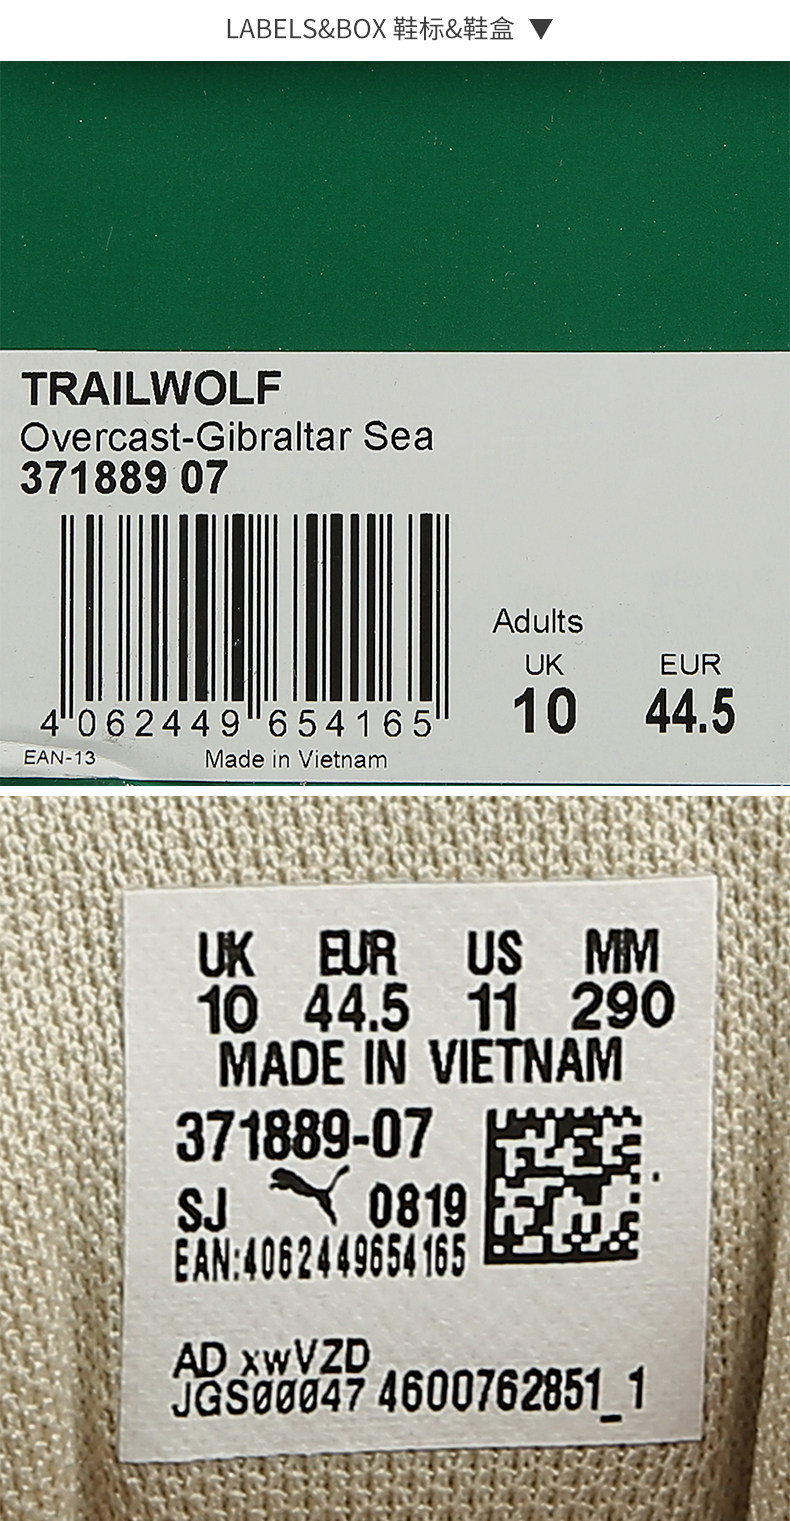 LABELS&BOX 鞋标&鞋盒 ▼
TRAILWOLF
Overcast-Gibraltar Sea
371889 07
Adults
UK EUR
10 44.5
4 062449 654165
EAN-13 Made in Vietnam
UK EUR US MM
10 44.5 11 290
MADE IN VIETNAM
371889-07
SJ 0819
EAN:4062449654165
AD xwVZD
JGS00047 4600762851_1